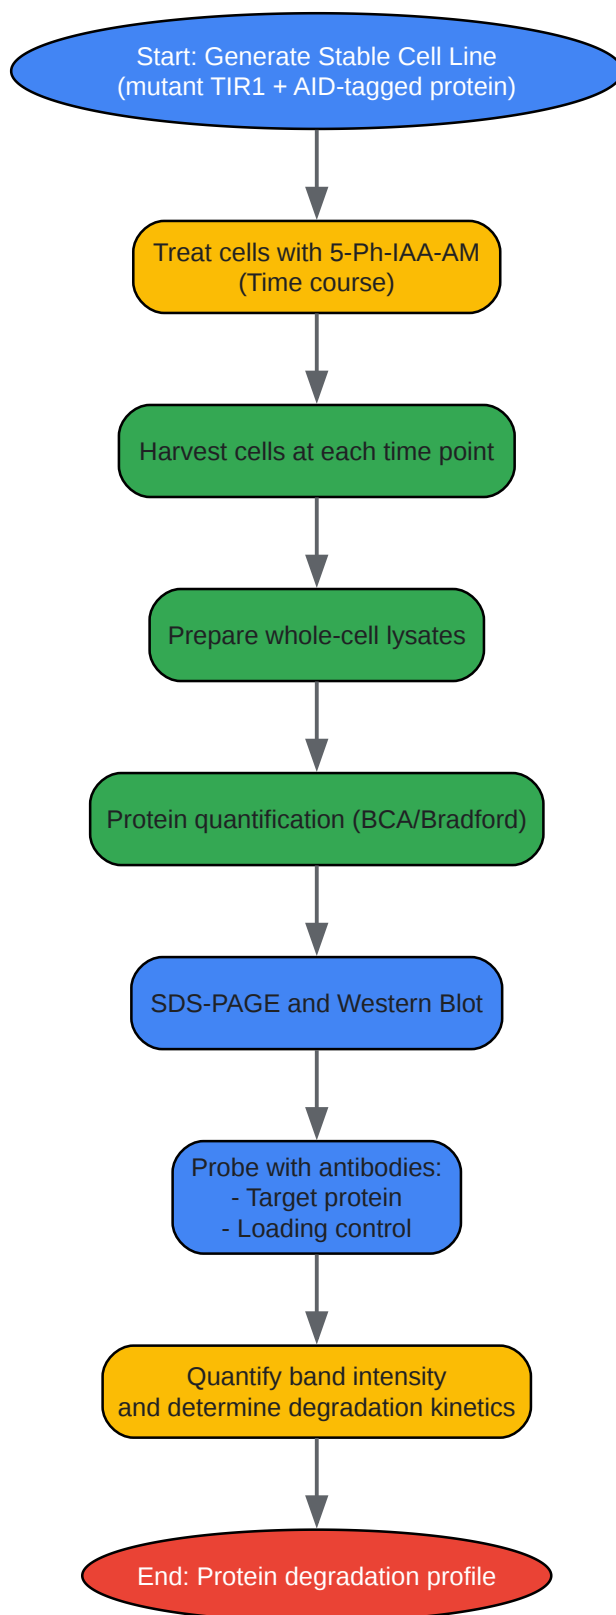 Start: Generate Stable Cell Line
(mutant TIR1 + AID-tagged protein)
Treat cells with 5-Ph-IAA-AM
(Time course)
Harvest cells at each time point
Prepare whole-cell lysates
Protein quantification (BCA/Bradford)
SDS-PAGE and Western Blot
Probe with antibodies:
- Target protein
- Loading control
Quantify band intensity
and determine degradation kinetics
End: Protein degradation profile